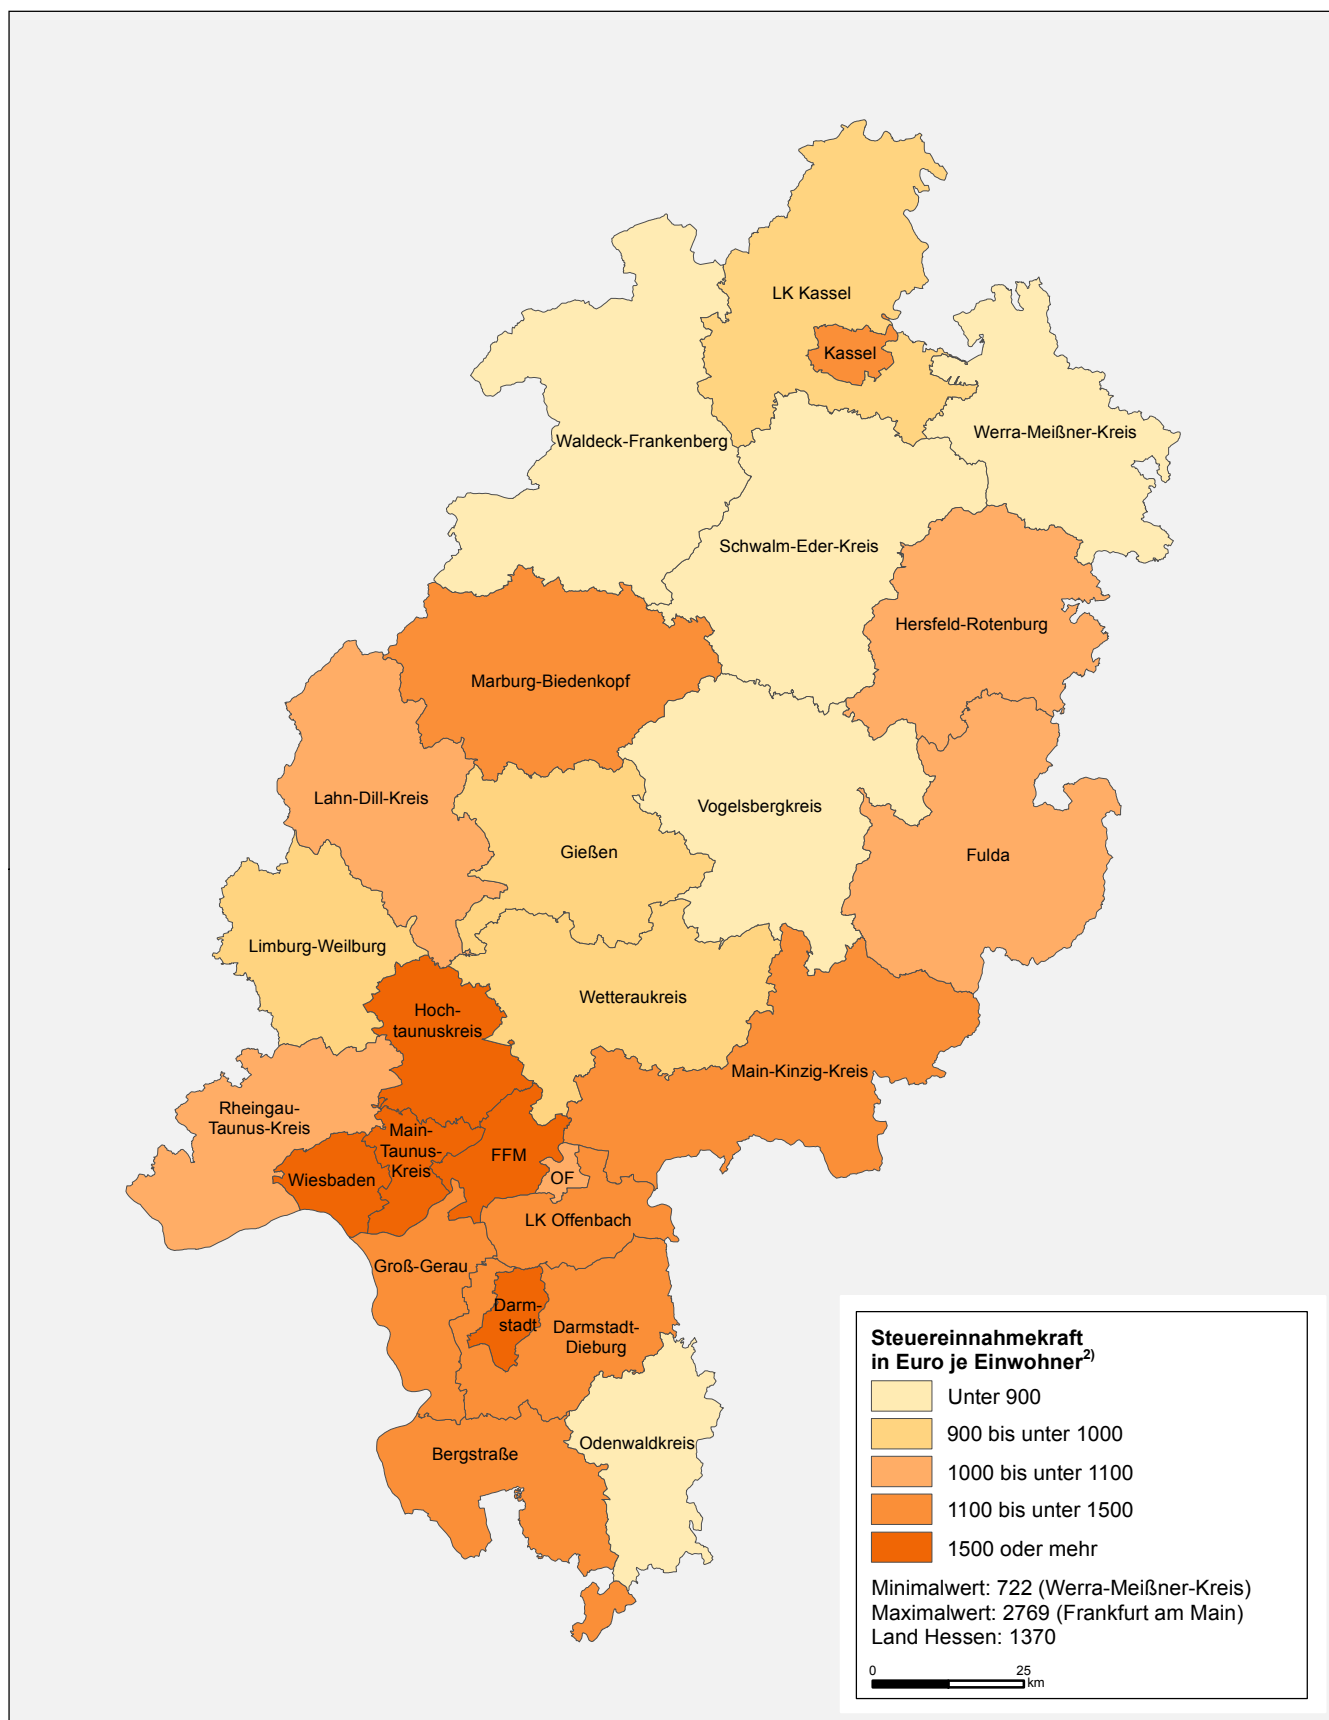 LK Kassel
Kassel
Werra-Meißner-Kreis
Waldeck-Frankenberg
Schwalm-Eder-Kreis
Hersfeld-Rotenburg
Marburg-Biedenkopf
Lahn-Dill-Kreis
Vogelsbergkreis
Gießen
Fulda
Limburg-Weilburg
Wetteraukreis
Hoch-
taunuskreis
Main-Kinzig-Kreis
Rheingau-
Taunus-Kreis
Main-
Taunus-
Kreis
FFM
Wiesbaden
OF
LK Offenbach
Groß-Gerau
Darm-
stadt
Darmstadt-
Dieburg
Odenwaldkreis
Bergstraße
Steuereinnahmekraft
in Euro je Einwohner2)
Unter 900
900 bis unter 1000
1000 bis unter 1100
1100 bis unter 1500
1500 oder mehr
Minimalwert: 722 (Werra-Meißner-Kreis)
Maximalwert: 2769 (Frankfurt am Main)
Land Hessen: 1370
0 25
km